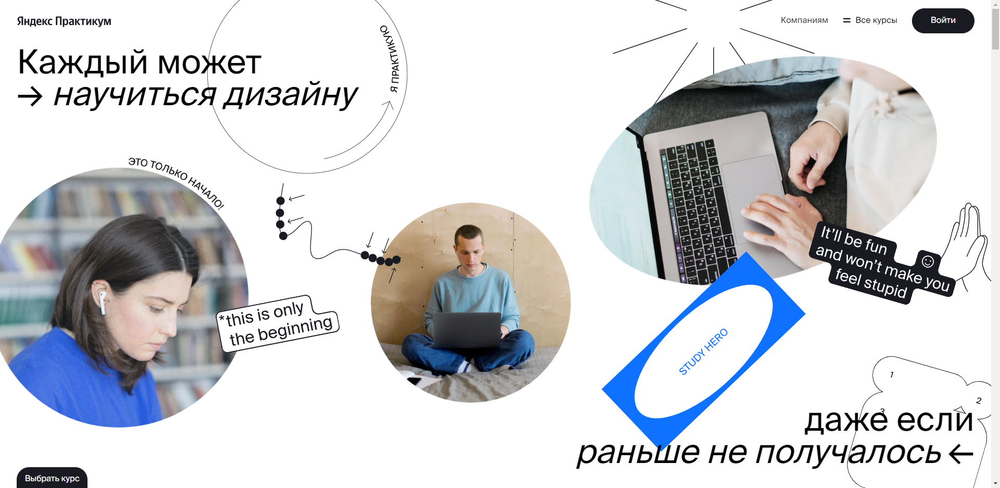 Яндекс Практикум
Компаниям
Все курсы
Войти
Каждый может
→ научиться дизайну
Я ПРАКТИКУЮ
ЭТО ТОЛЬКО НАЧАЛО!
*this is only
the beginning
It’ll be fun
and won’t make you
feel stupid
STUDY HERO
1
2
3
даже если
раньше не получалось ←
Выбрать курс